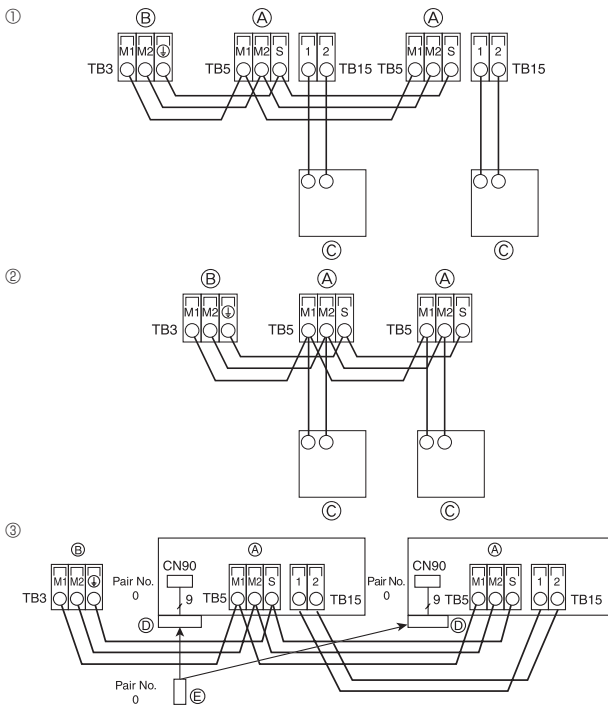 ①
Ⓑ Ⓐ Ⓐ
M1 M2 ⏚ M1 M2 S 1 2 M1 M2 S 1 2
TB3 TB5 TB15 TB5 TB15
Ⓒ Ⓒ
②
Ⓑ Ⓐ Ⓐ
M1 M2 ⏚ M1 M2 S M1 M2 S
TB3 TB5 TB5
Ⓒ Ⓒ
③
Ⓑ Ⓐ Ⓐ
CN90 CN90
M1 M2 ⏚ Pair No. M1 M2 S 1 2 Pair No. M1 M2 S 1 2
0 0
TB3 9 TB5 TB15 9 TB5 TB15
Ⓓ Ⓓ
Pair No.
0
Ⓔ